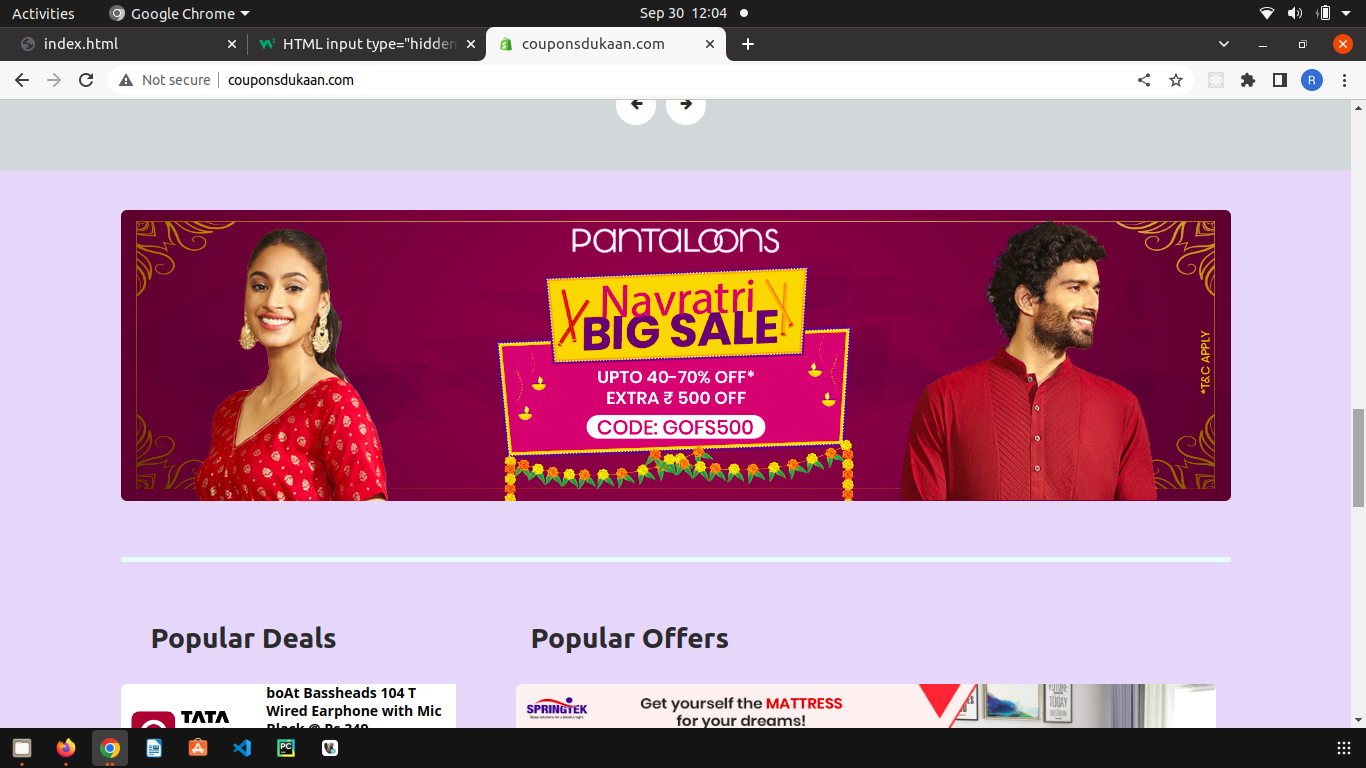 Activities
Google Chrome
Sep 30 12:04
index.html
HTML input type="hidden
couponsdukaan.com
Not secure
couponsdukaan.com
R
PANTALOONS
Navratri
BIG SALE
UPTO 40-70% OFF*
EXTRA ₹ 500 OFF
CODE: GOFS500
*T&C APPLY
Popular Deals
Popular Offers
TATA
boAt Bassheads 104 T
Wired Earphone with Mic
Black @ Rs 349
SPRINGTEK
Get yourself the MATTRESS
for your dreams!